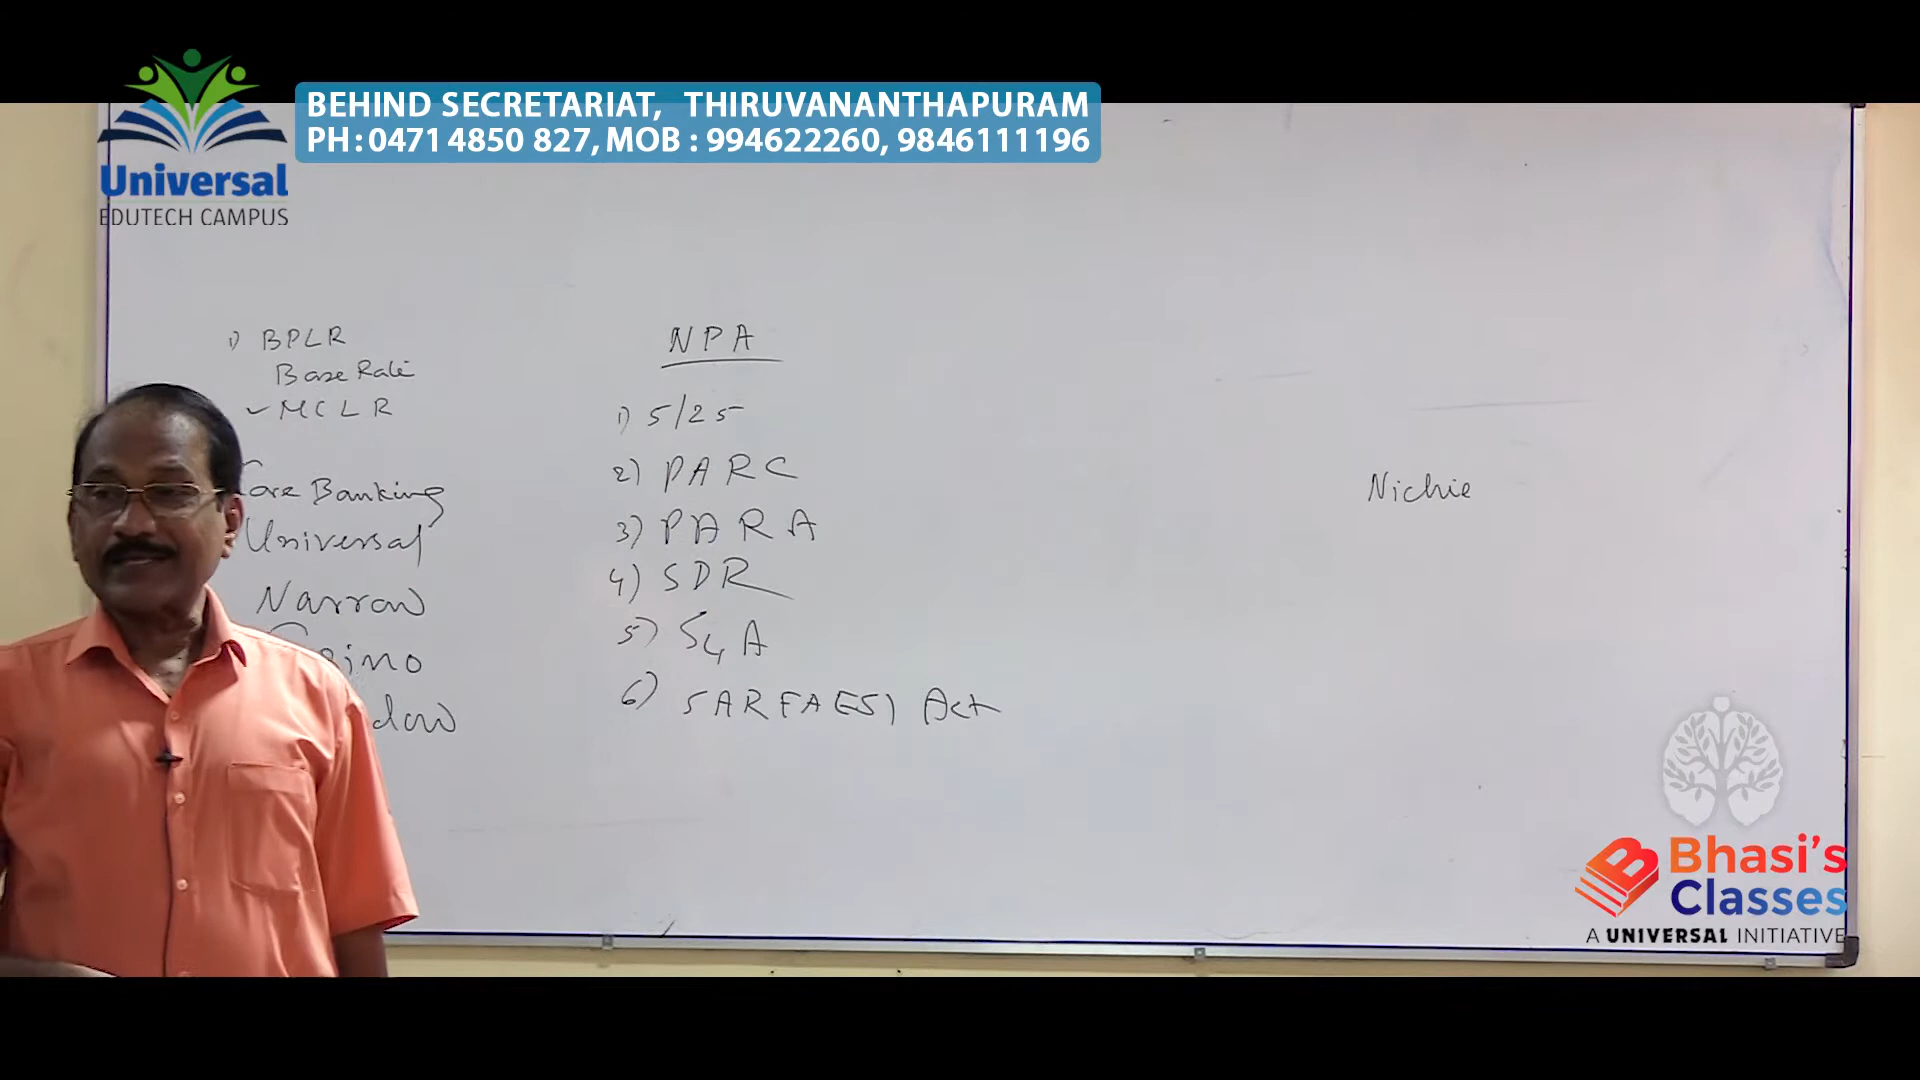 BEHIND SECRETARIAT, THIRUVANANTHAPURAM
PH : 0471 4850 827, MOB : 994622260, 9846111196
Universal
EDUTECH CAMPUS
1) BPLR
Base Rate
✓ MCLR
Core Banking
Universal
Narrow
NPA
1) 5/25
2) PARC
3) PARA
4) SDR
5) S4A
6) SARFAESI Act
Nichie
Bhasi's
Classes
A UNIVERSAL INITIATIVE